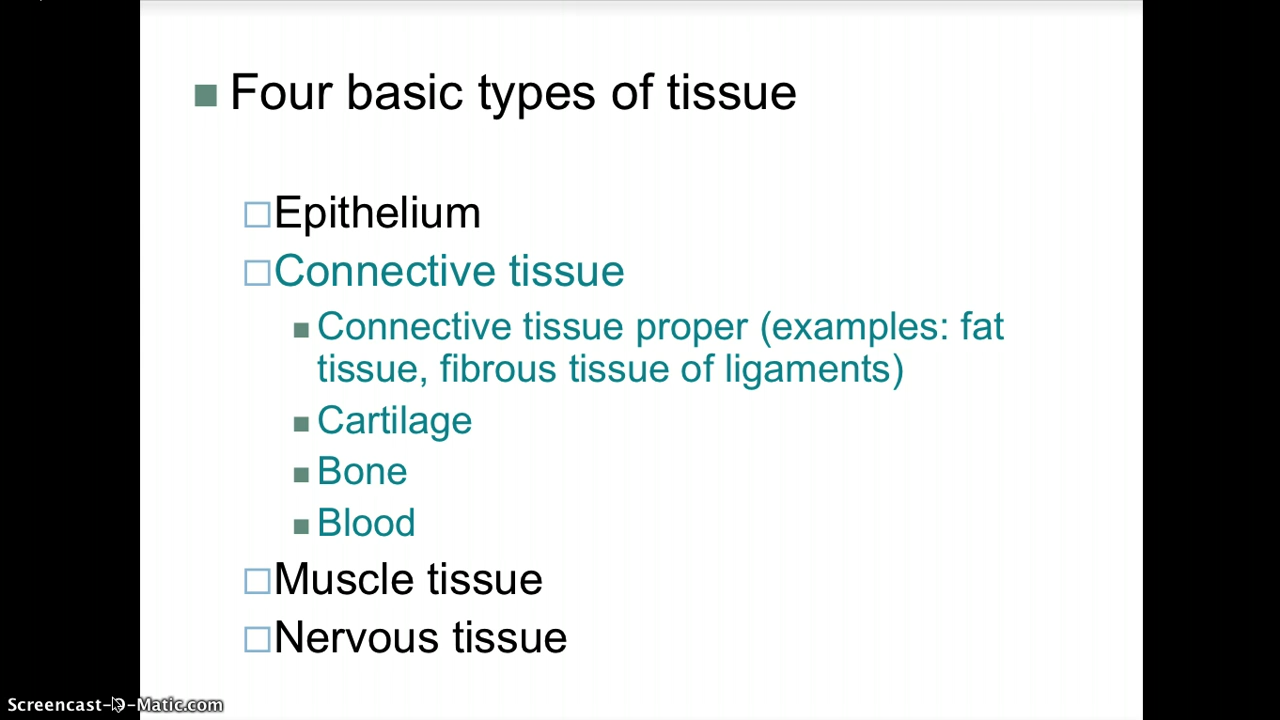 Four basic types of tissue
Epithelium
Connective tissue
Connective tissue proper (examples: fat
tissue, fibrous tissue of ligaments)
Cartilage
Bone
Blood
Muscle tissue
Nervous tissue
Screencast-O-Matic.com